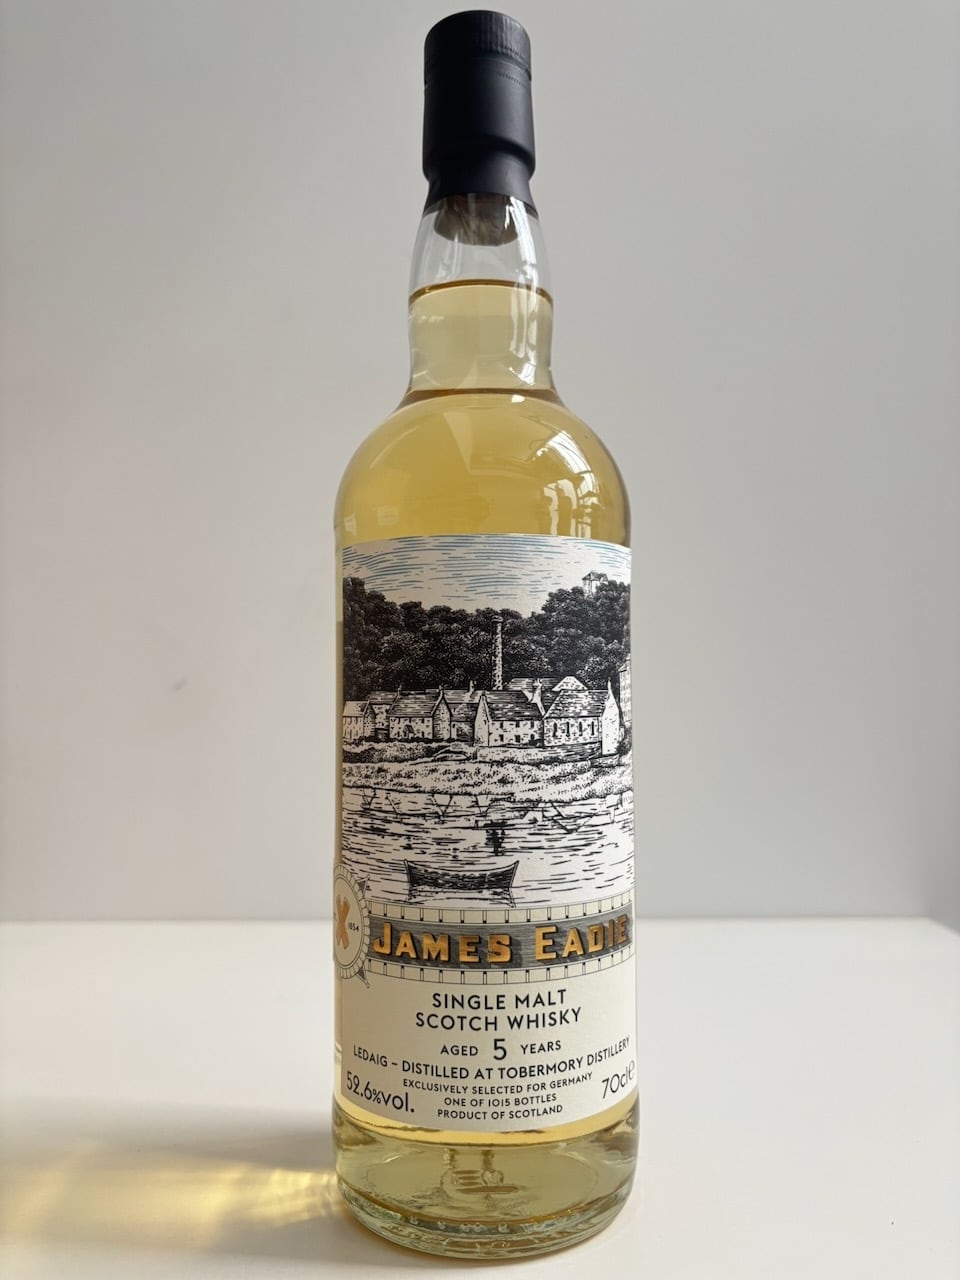 X 1854
JAMES EADIE
SINGLE MALT
SCOTCH WHISKY
AGED 5 YEARS
LEDAIG – DISTILLED AT TOBERMORY DISTILLERY
52.6%vol.
EXCLUSIVELY SELECTED FOR GERMANY
ONE OF 1015 BOTTLES
PRODUCT OF SCOTLAND
70cl e